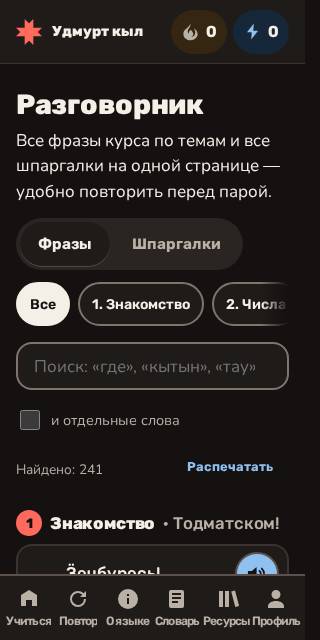 Удмурт кыл
0
0
Разговорник
Все фразы курса по темам и все
шпаргалки на одной странице —
удобно повторить перед парой.
Фразы
Шпаргалки
Все
1. Знакомство
2. Числа
Поиск: «где», «кытын», «тау»
и отдельные слова
Найдено: 241
Распечатать
1 Знакомство • Тодматском!
Ӟечбуресь!
Учиться
Повтор
О языке
Словарь
Ресурсы
Профиль